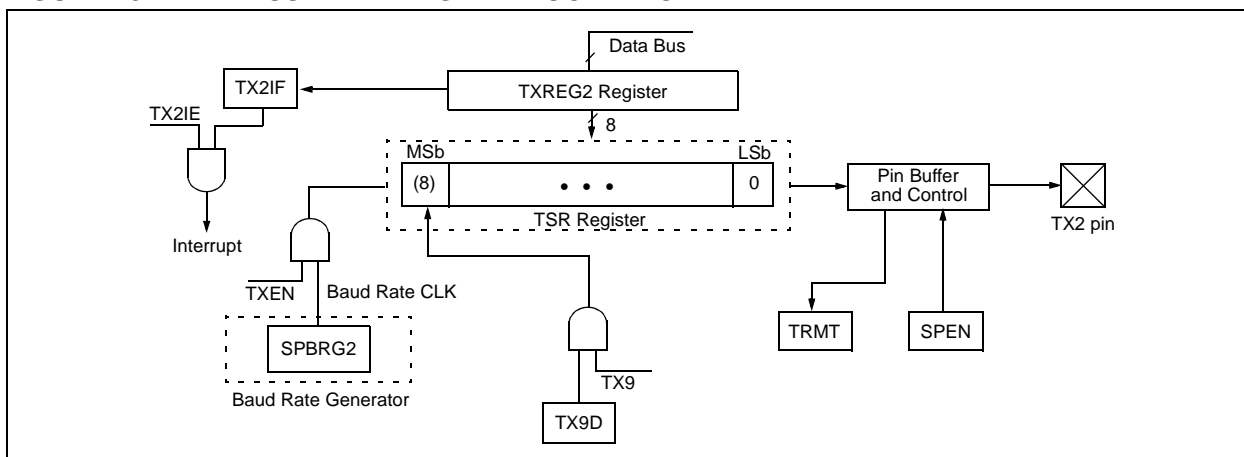 Data Bus
TX2IF
TXREG2 Register
TX2IE
8
MSb
LSb
(8)
• • •
0
Pin Buffer
and Control
TSR Register
TX2 pin
Interrupt
TXEN
Baud Rate CLK
TRMT
SPEN
SPBRG2
TX9
Baud Rate Generator
TX9D